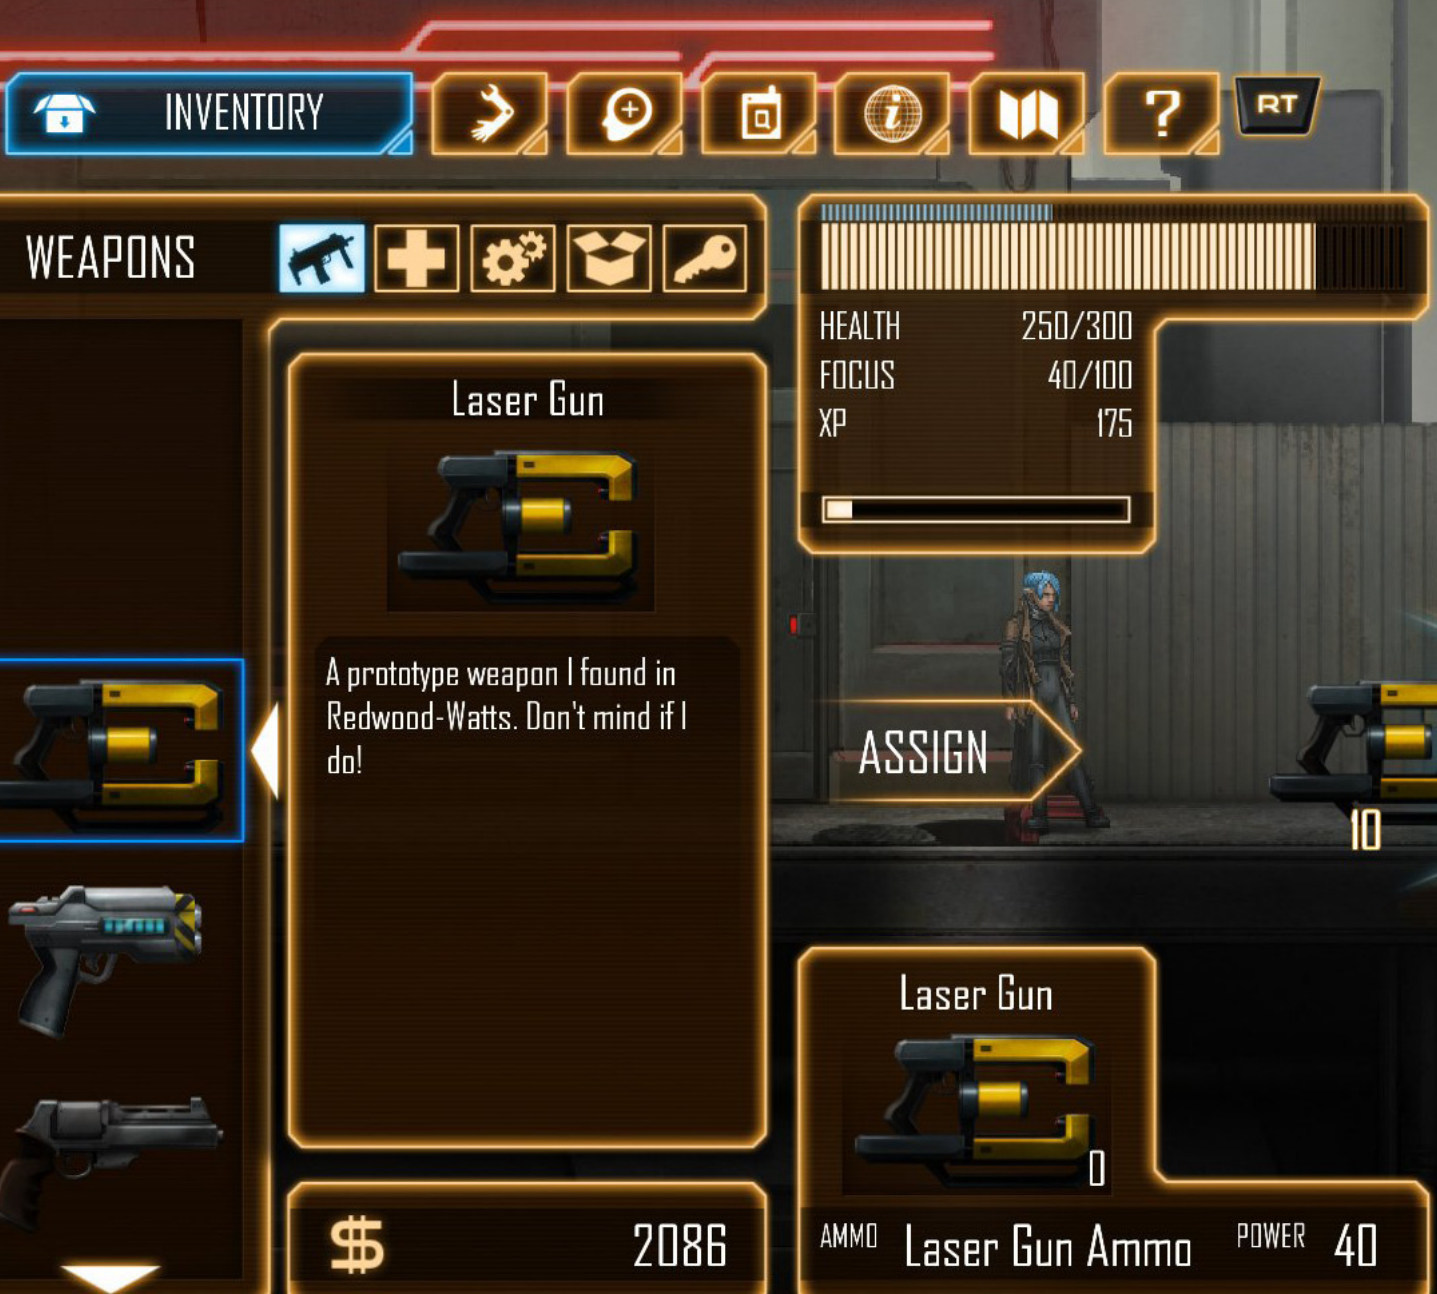 INVENTORY
?
RT
WEAPONS
HEALTH 250/300
FOCUS 40/100
XP 175
Laser Gun
A prototype weapon I found in
Redwood-Watts. Don't mind if I
do!
ASSIGN
10
Laser Gun
0
$ 2086
AMMO Laser Gun Ammo POWER 40